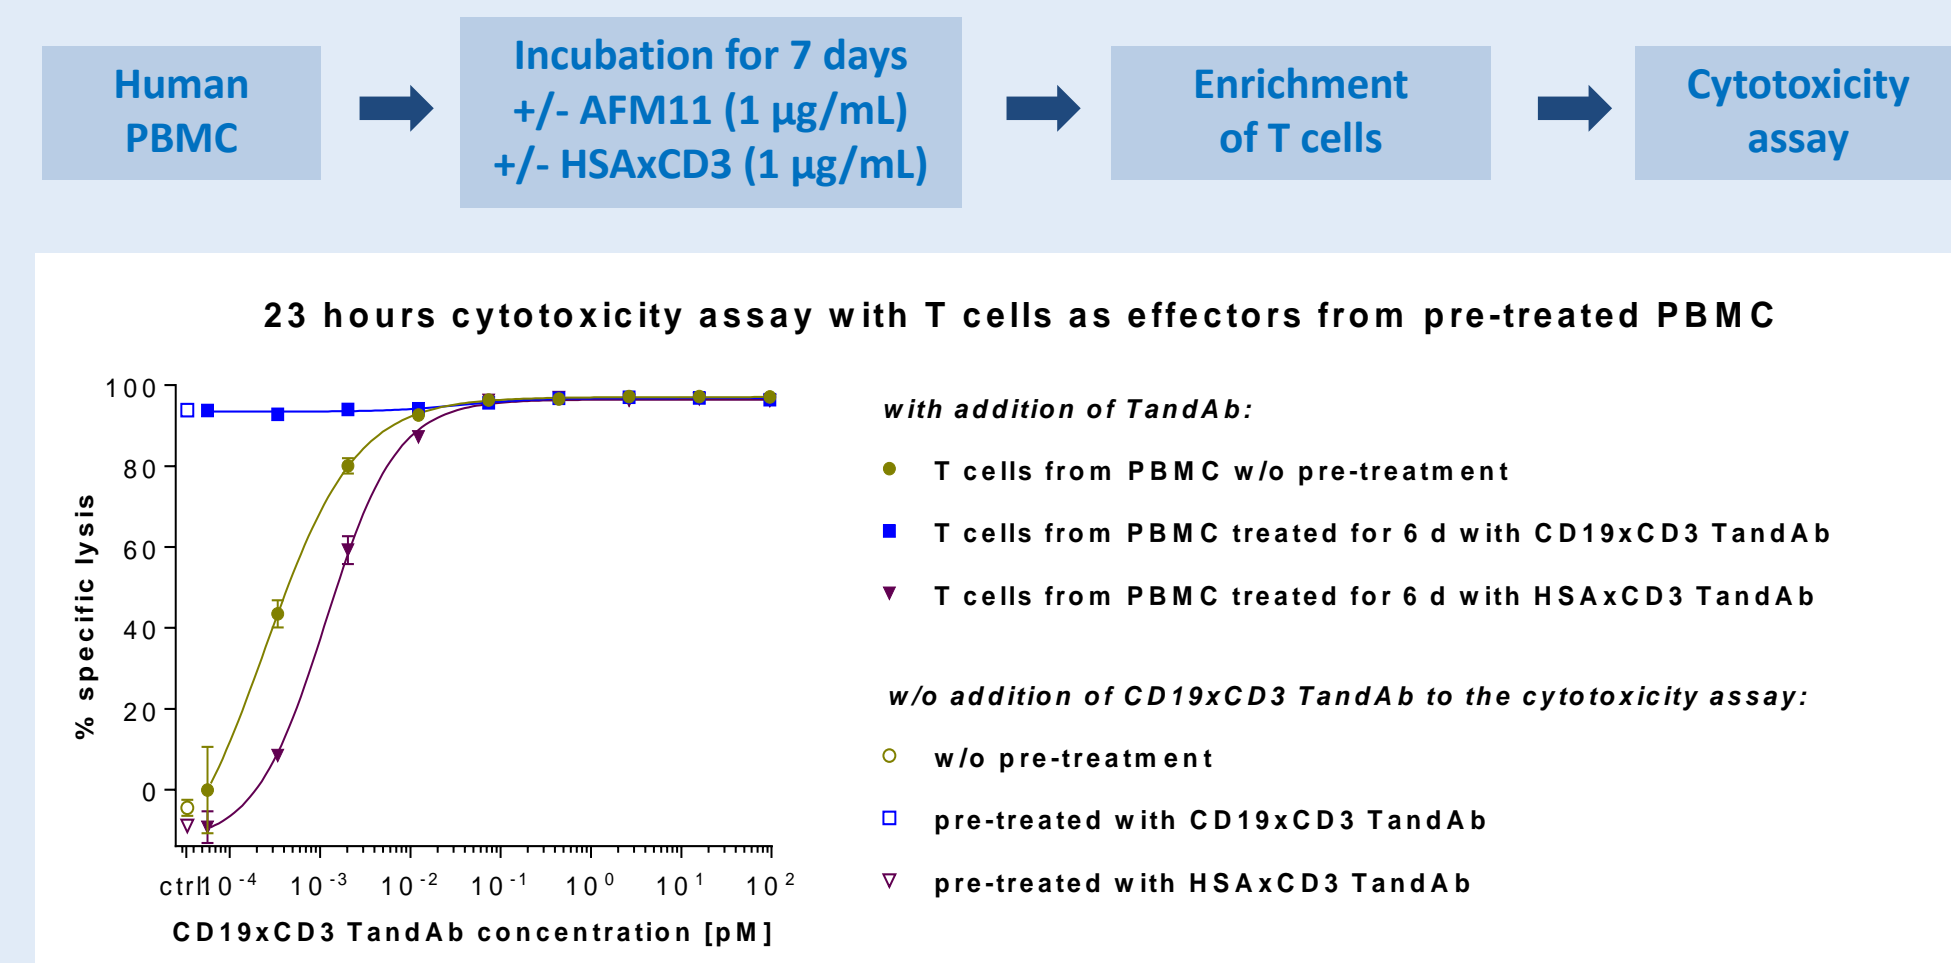 Human
PBMC
Incubation for 7 days
+/- AFM11 (1 µg/mL)
+/- HSAxCD3 (1 µg/mL)
Enrichment
of T cells
Cytotoxicity
assay
23 hours cytotoxicity assay with T cells as effectors from pre-treated PBMC
100
80
60
40
20
0
% specific lysis
ctrl 10⁻⁴ 10⁻³ 10⁻² 10⁻¹ 10⁰ 10¹ 10²
CD19xCD3 TandAb concentration [pM]
with addition of TandAb:
T cells from PBMC w/o pre-treatment
T cells from PBMC treated for 6 d with CD19xCD3 TandAb
T cells from PBMC treated for 6 d with HSAxCD3 TandAb
w/o addition of CD19xCD3 TandAb to the cytotoxicity assay:
w/o pre-treatment
pre-treated with CD19xCD3 TandAb
pre-treated with HSAxCD3 TandAb